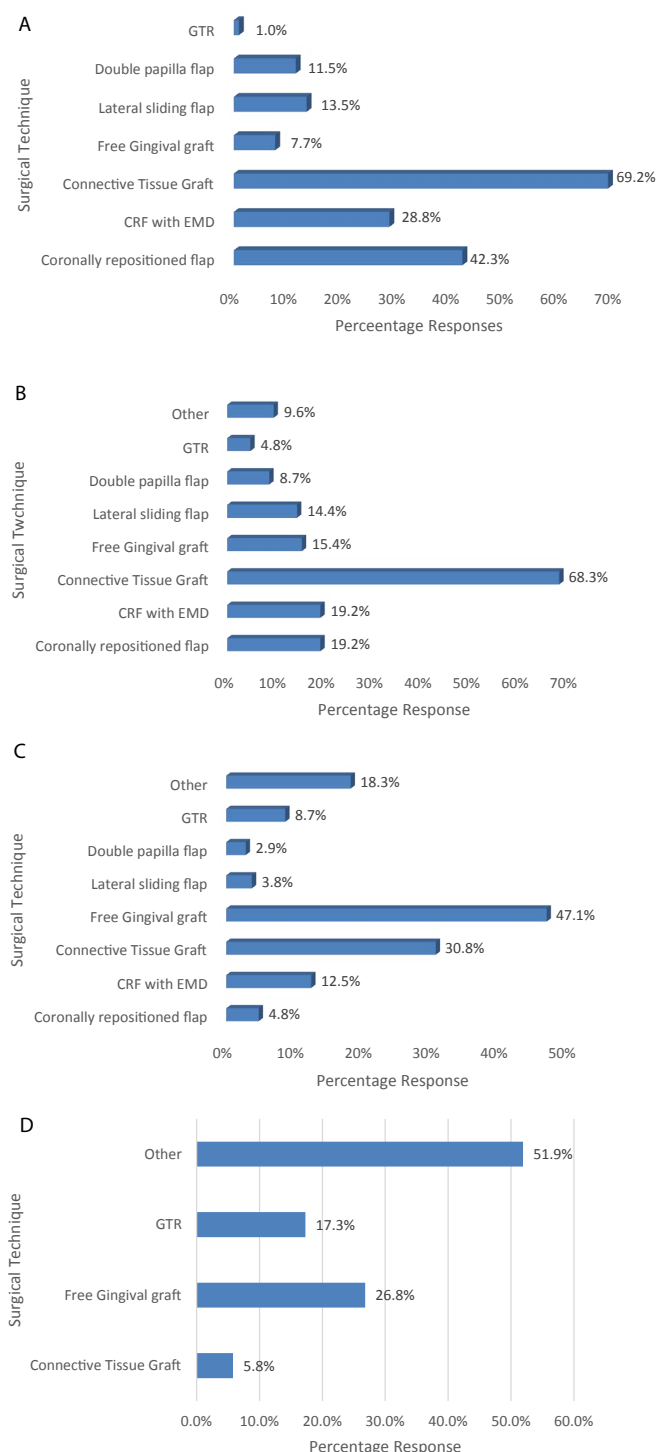 A
Surgical Technique
GTR 1.0%
Double papilla flap 11.5%
Lateral sliding flap 13.5%
Free Gingival graft 7.7%
Connective Tissue Graft 69.2%
CRF with EMD 28.8%
Coronally repositioned flap 42.3%
0% 10% 20% 30% 40% 50% 60% 70%
Perceentage Responses
B
Surgical Twchnique
Other 9.6%
GTR 4.8%
Double papilla flap 8.7%
Lateral sliding flap 14.4%
Free Gingival graft 15.4%
Connective Tissue Graft 68.3%
CRF with EMD 19.2%
Coronally repositioned flap 19.2%
0% 10% 20% 30% 40% 50% 60% 70%
Percentage Response
C
Surgical Technique
Other 18.3%
GTR 8.7%
Double papilla flap 2.9%
Lateral sliding flap 3.8%
Free Gingival graft 47.1%
Connective Tissue Graft 30.8%
CRF with EMD 12.5%
Coronally repositioned flap 4.8%
0% 10% 20% 30% 40% 50%
Percentage Response
D
Surgical Technique
Other 51.9%
GTR 17.3%
Free Gingival graft 26.8%
Connective Tissue Graft 5.8%
0.0% 10.0% 20.0% 30.0% 40.0% 50.0% 60.0%
Percentage Response